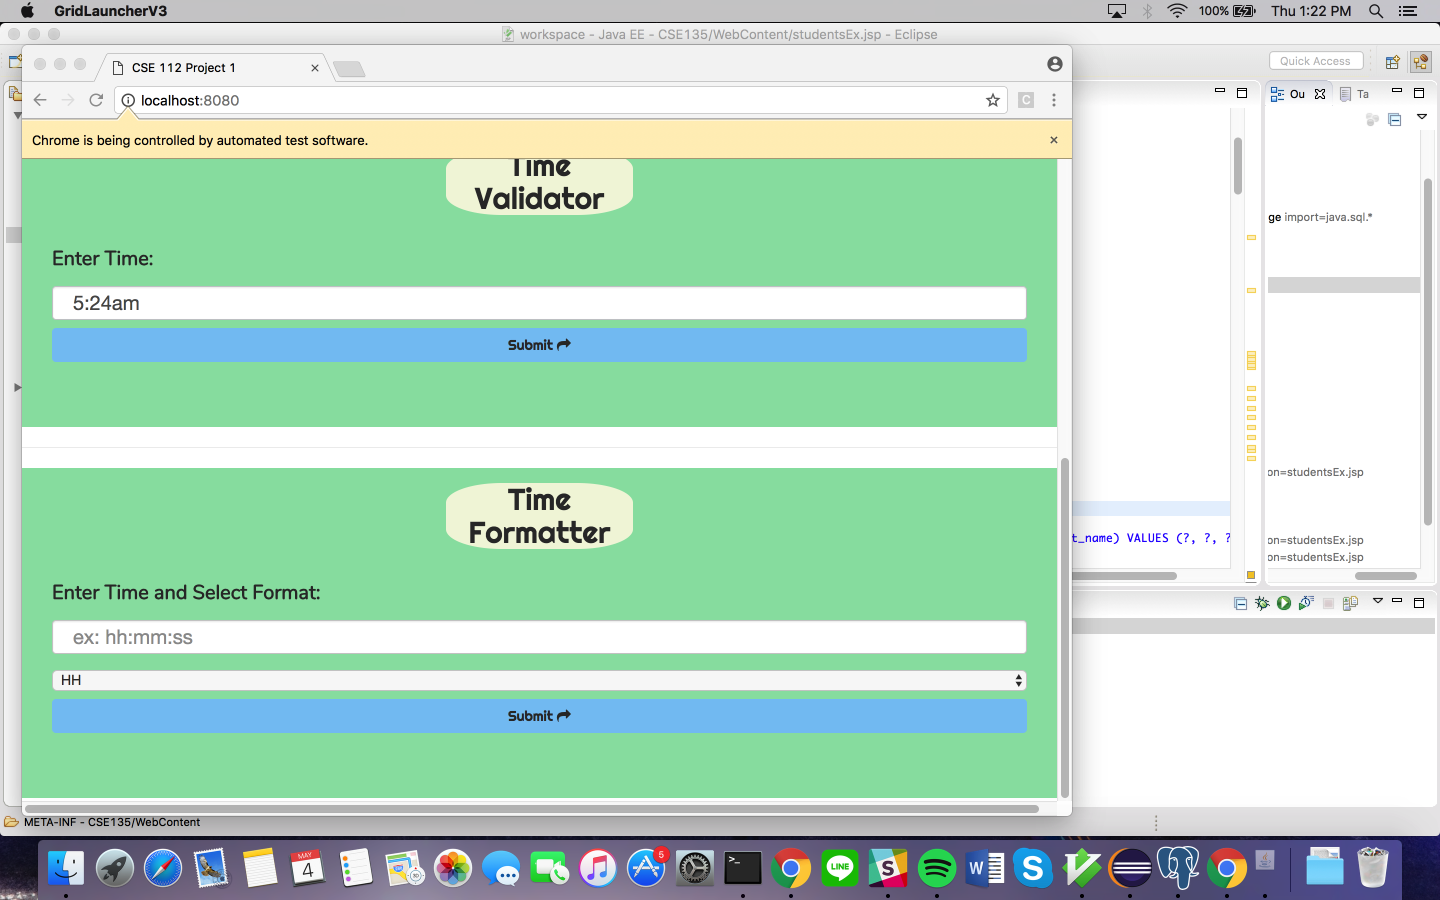 GridLauncherV3
100%
Thu 1:22 PM
workspace - Java EE - CSE135/WebContent/studentsEx.jsp - Eclipse
CSE 112 Project 1
Quick Access
localhost:8080
C
Ou
Ta
Chrome is being controlled by automated test software.
Time
Validator
ge import=java.sql.*
Enter Time:
5:24am
Submit
on=studentsEx.jsp
Time
Formatter
t_name) VALUES (?, ?, ?
on=studentsEx.jsp
on=studentsEx.jsp
Enter Time and Select Format:
ex: hh:mm:ss
HH
Submit
META-INF - CSE135/WebContent
MAY
4
5
LINE
W
S